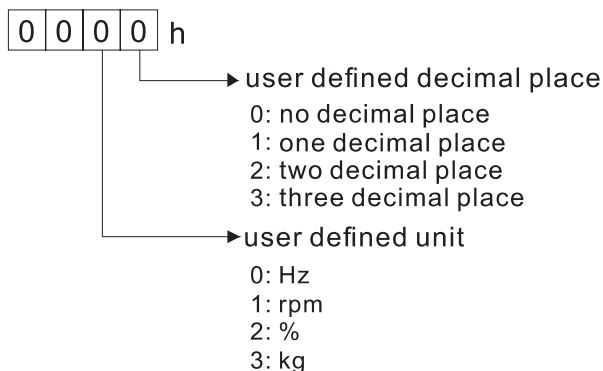 0 0 0 0 h
user defined decimal place
0: no decimal place
1: one decimal place
2: two decimal place
3: three decimal place
user defined unit
0: Hz
1: rpm
2: %
3: kg